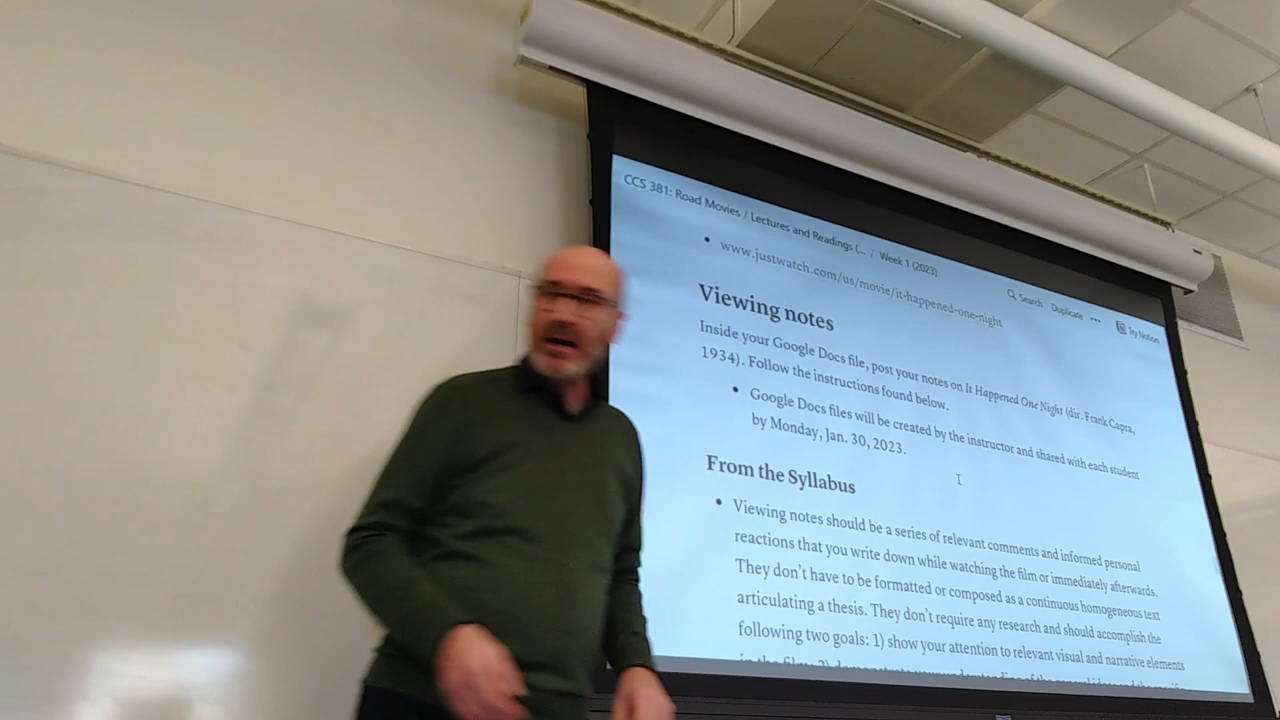 CCS 381: Road Movies / Lectures and Readings (... / Week 1 (2023)
Search Duplicate ••• Try Notion
• www.justwatch.com/us/movie/it-happened-one-night
Viewing notes
Inside your Google Docs file, post your notes on It Happened One Night (dir. Frank Capra,
1934). Follow the instructions found below.
• Google Docs files will be created by the instructor and shared with each student
by Monday, Jan. 30, 2023.
From the Syllabus
• Viewing notes should be a series of relevant comments and informed personal
reactions that you write down while watching the film or immediately afterwards.
They don't have to be formatted or composed as a continuous homogeneous text
articulating a thesis. They don't require any research and should accomplish the
following two goals: 1) show your attention to relevant visual and narrative elements
in the film; 2) demonstrate